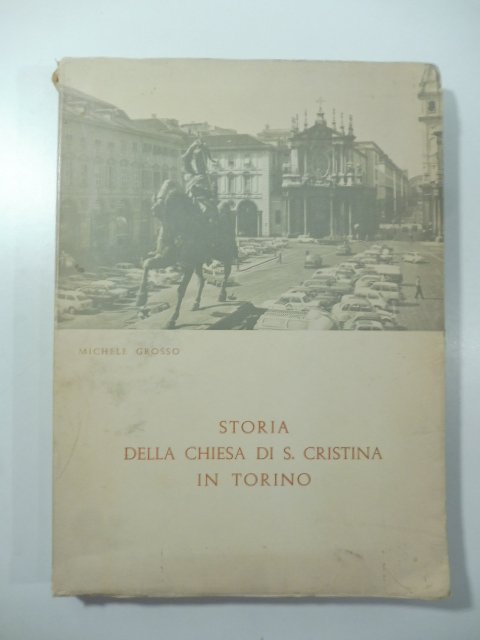 MICHELE GROSSO
STORIA
DELLA CHIESA DI S. CRISTINA
IN TORINO